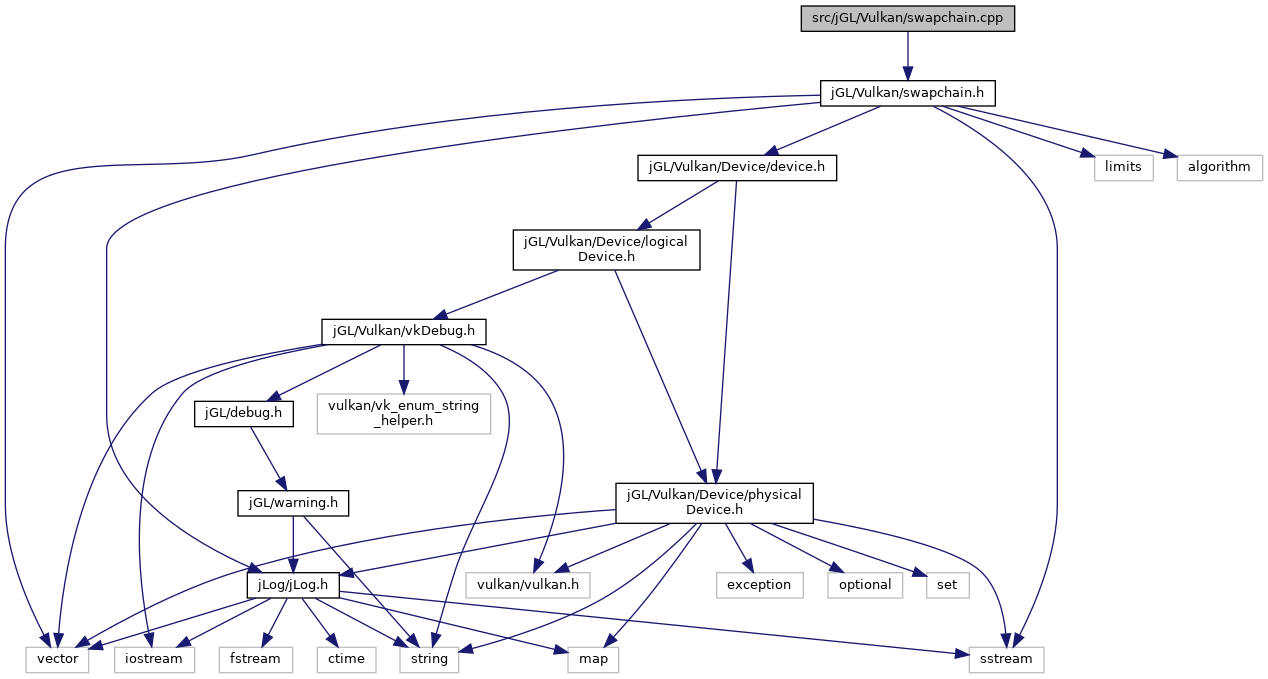 src/jGL/Vulkan/swapchain.cpp
jGL/Vulkan/swapchain.h
jGL/Vulkan/Device/device.h
limits
algorithm
jGL/Vulkan/Device/logical
Device.h
jGL/Vulkan/vkDebug.h
jGL/debug.h
vulkan/vk_enum_string
_helper.h
jGL/warning.h
jGL/Vulkan/Device/physical
Device.h
jLog/jLog.h
vulkan/vulkan.h
exception
optional
set
vector
iostream
fstream
ctime
string
map
sstream